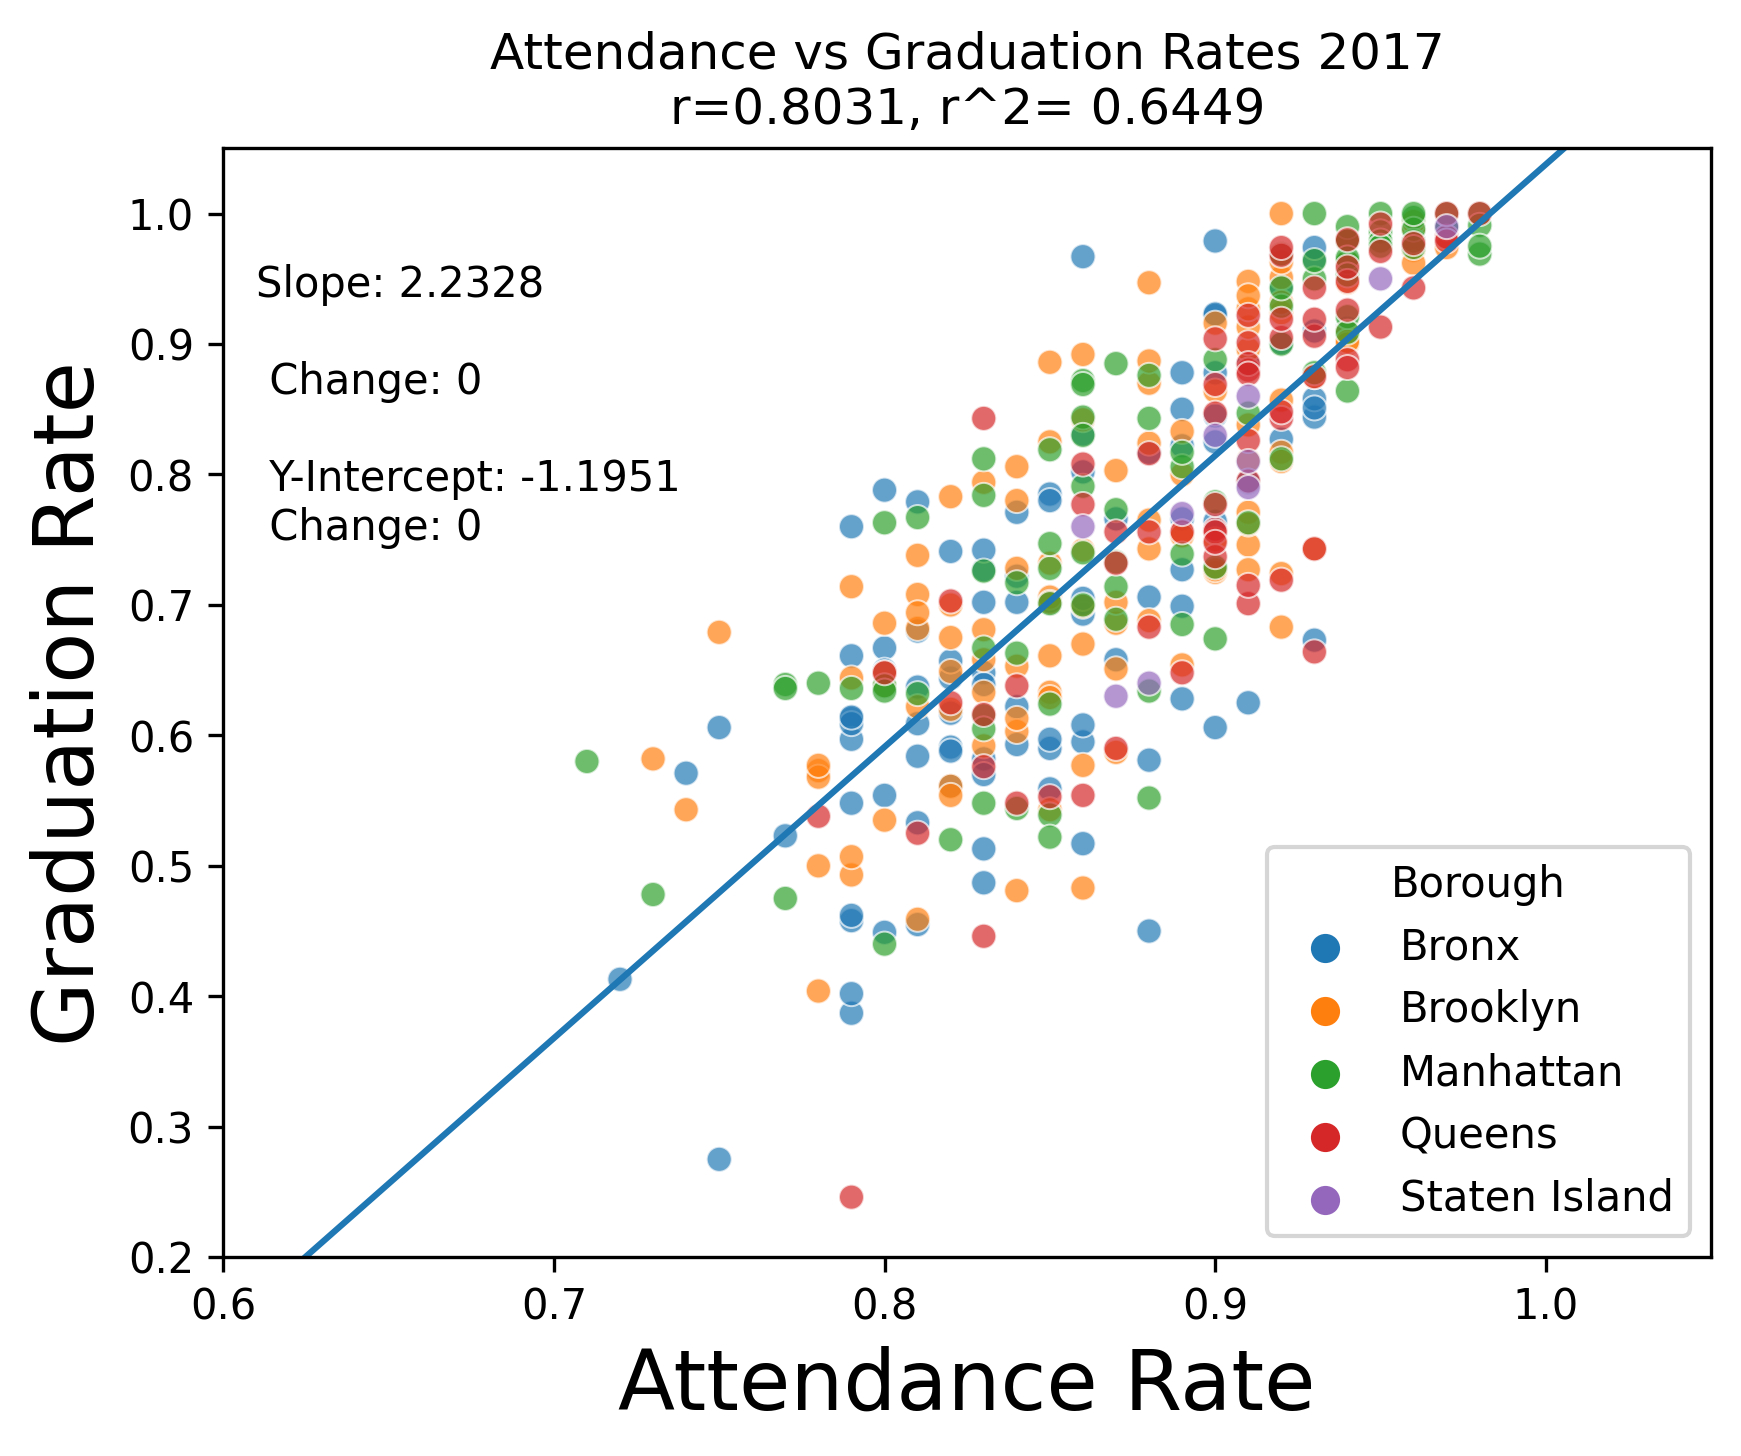 Attendance vs Graduation Rates 2017
r=0.8031, r^2= 0.6449
Slope: 2.2328
Change: 0
Y-Intercept: -1.1951
Change: 0
Graduation Rate
1.0
0.9
0.8
0.7
0.6
0.5
0.4
0.3
0.2
0.6 0.7 0.8 0.9 1.0
Attendance Rate
Borough
Bronx
Brooklyn
Manhattan
Queens
Staten Island